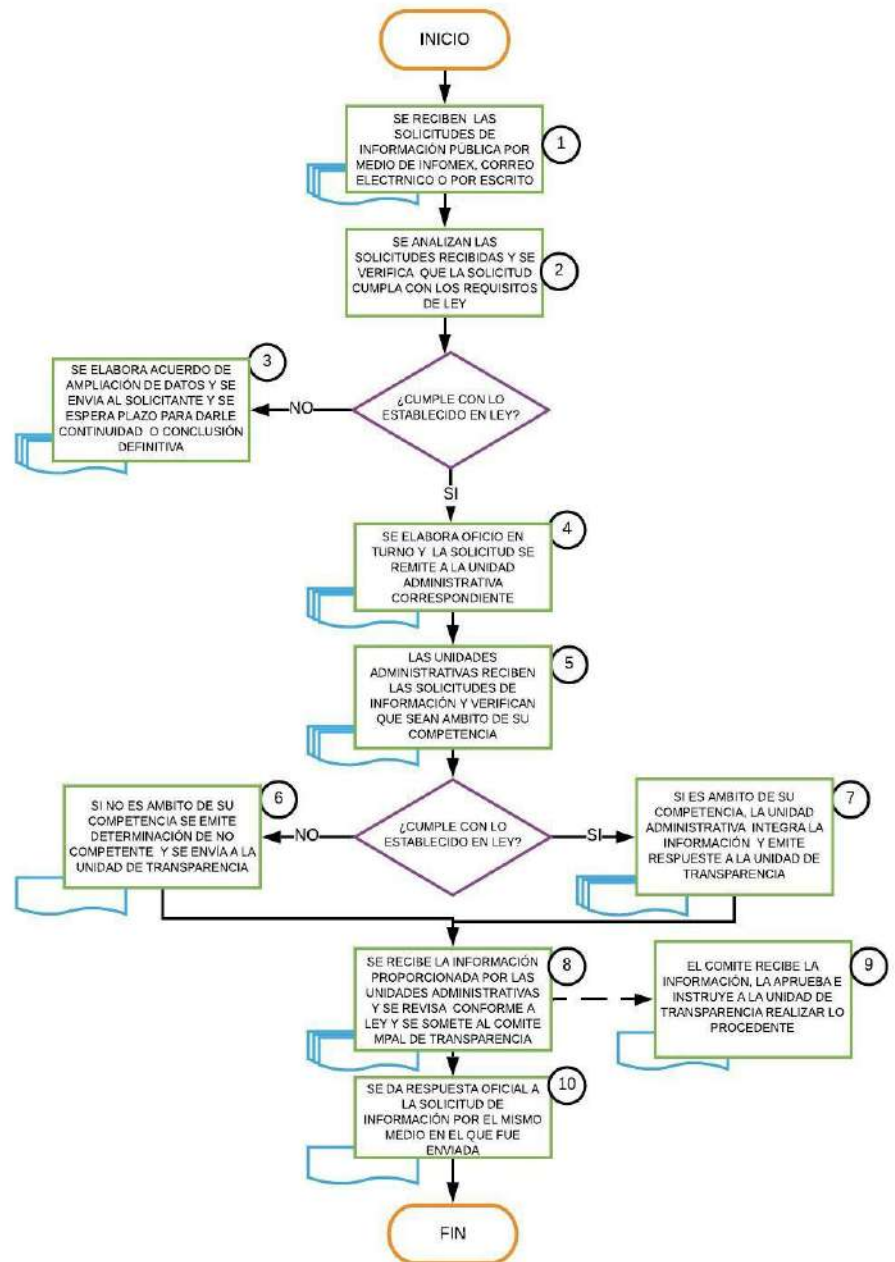 INICIO
SE RECIBEN LAS
SOLICITUDES DE
INFORMACIÓN PÚBLICA POR
MEDIO DE INFOMEX, CORREO
ELECTRNICO O POR ESCRITO
1
SE ANALIZAN LAS
SOLICITUDES RECIBIDAS Y SE
VERIFICA QUE LA SOLICITUD
CUMPLA CON LOS REQUISITOS
DE LEY
2
¿CUMPLE CON LO
ESTABLECIDO EN LEY?
NO
SE ELABORA ACUERDO DE
AMPLIACIÓN DE DATOS Y SE
ENVIA AL SOLICITANTE Y SE
ESPERA PLAZO PARA DARLE
CONTINUIDAD O CONCLUSIÓN
DEFINITIVA
3
SI
SE ELABORA OFICIO EN
TURNO Y LA SOLICITUD SE
REMITE A LA UNIDAD
ADMINISTRATIVA
CORRESPONDIENTE
4
LAS UNIDADES
ADMINISTRATIVAS RECIBEN
LAS SOLICITUDES DE
INFORMACIÓN Y VERIFICAN
QUE SEAN AMBITO DE SU
COMPETENCIA
5
¿CUMPLE CON LO
ESTABLECIDO EN LEY?
NO
SI NO ES AMBITO DE SU
COMPETENCIA SE EMITE
DETERMINACIÓN DE NO
COMPETENTE Y SE ENVÍA A LA
UNIDAD DE TRANSPARENCIA
6
SI
SI ES AMBITO DE SU
COMPETENCIA, LA UNIDAD
ADMINISTRATIVA INTEGRA LA
INFORMACIÓN Y EMITE
RESPUESTE A LA UNIDAD DE
TRANSPARENCIA
7
SE RECIBE LA INFORMACIÓN
PROPORCIONADA POR LAS
UNIDADES ADMINISTRATIVAS
Y SE REVISA CONFORME A
LEY Y SE SOMETE AL COMITE
MPAL DE TRANSPARENCIA
8
EL COMITE RECIBE LA
INFORMACIÓN, LA APRUEBA E
INSTRUYE A LA UNIDAD DE
TRANSPARENCIA REALIZAR LO
PROCEDENTE
9
SE DA RESPUESTA OFICIAL A
LA SOLICITUD DE
INFORMACIÓN POR EL MISMO
MEDIO EN EL QUE FUE
ENVIADA
10
FIN